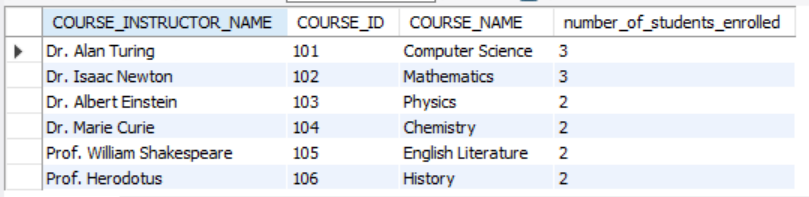 COURSE_INSTRUCTOR_NAME COURSE_ID COURSE_NAME number_of_students_enrolled
Dr. Alan Turing 101 Computer Science 3
Dr. Isaac Newton 102 Mathematics 3
Dr. Albert Einstein 103 Physics 2
Dr. Marie Curie 104 Chemistry 2
Prof. William Shakespeare 105 English Literature 2
Prof. Herodotus 106 History 2